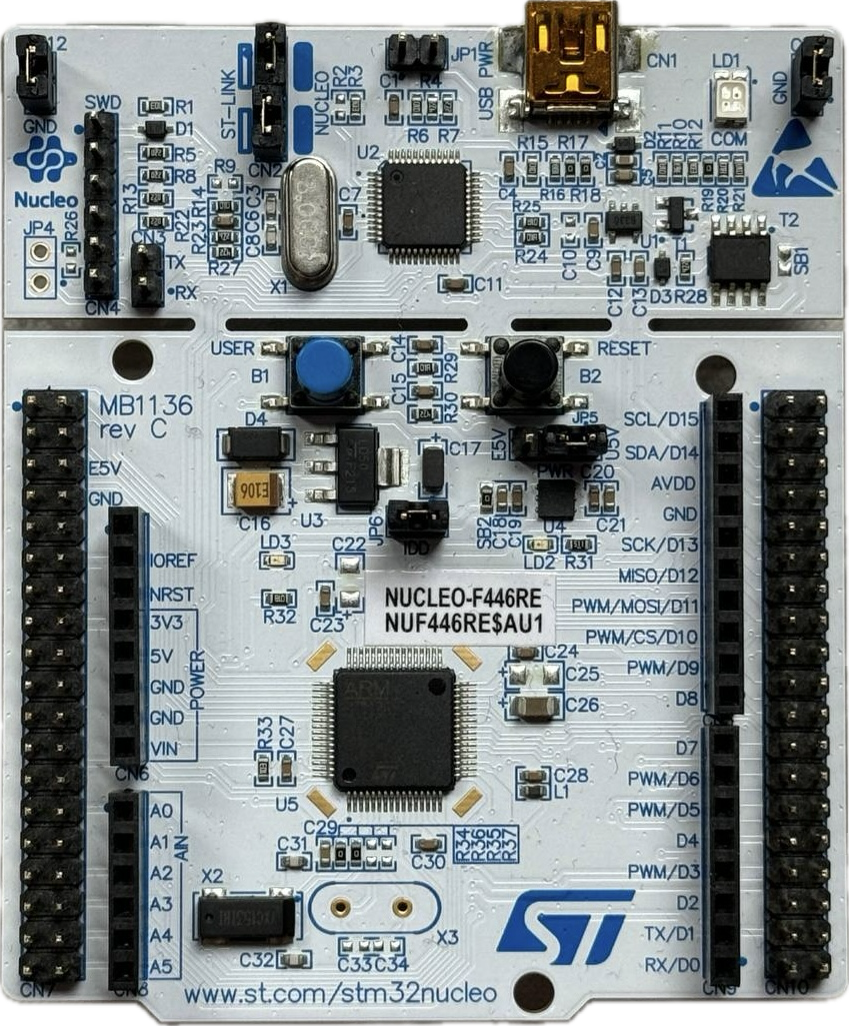 12
JP1
USB PWR
CN1
LD1
COM
GND
GND
SWD
ST-LINK
NUCLEO
R2
R3
C1
R4
R6 R7
R1
D1
R5
R8
R13
R22
R9
R14
R23
R27
C7
U2
X1
C11
Nucleo
JP4
R26
CN4
CN3
TX
RX
CN2
R15 R17
C4
R16 R18
R25
R24
C10
C9
U1
T1
T2
R19
R20
R21
SB1
C12
C13
D3 R28
USER
B1
C14
C15
R29
R30
RESET
B2
MB1136
rev C
E5V
GND
D4
C16
E106
U3
C17
JP5
E5V
U5V
PWR
C20
C21
U4
SB2
C18
C19
JP6
IDD
LD3
R32
C22
C23
LD2 R31
NUCLEO-F446RE
NUF446RE$AU1
IOREF
NRST
3V3
5V
GND
GND
VIN
POWER
CN6
SCL/D15
SDA/D14
AVDD
GND
SCK/D13
MISO/D12
PWM/MOSI/D11
PWM/CS/D10
PWM/D9
D8
C24
C25
C26
ARM
ST
R33
C27
U5
C28
L1
C29
C30
C31
R34
R36
R35
R37
D7
PWM/D6
PWM/D5
D4
PWM/D3
D2
TX/D1
RX/D0
A0
A1
A2
A3
A4
A5
AIN
X2
C32
X3
C33 C34
ST
CN7
CN8
www.st.com/stm32nucleo
CN9
CN10